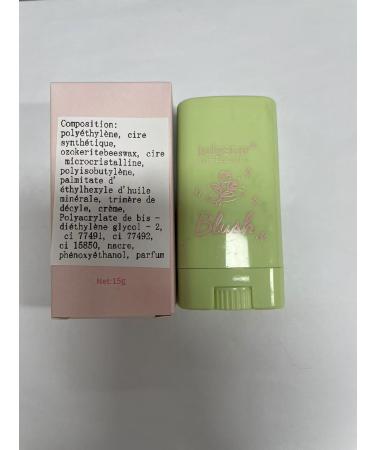 Composition:
polyéthylène, cire
synthétique,
ozokeritebeeswax, cire
microcristalline,
polyisobutylène,
palmitate d'
éthylhexyle d'huile
minérale, trimère de
décyle, crème,
Polyacrylate de bis -
diéthylène glycol - 2,
ci 77491, ci 77492,
ci 15850, nacre,
phénoxyéthanol, parfum
Net:15g
Blush